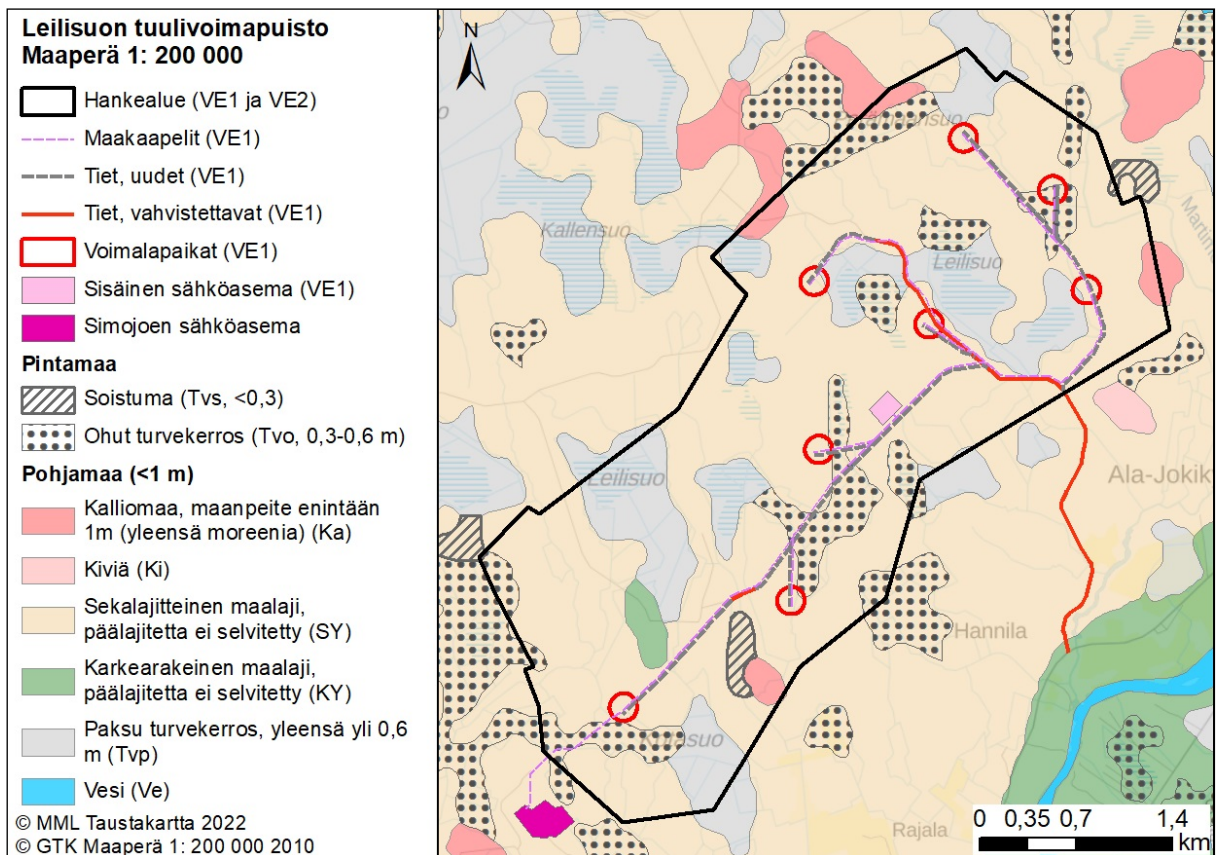 Leilisuon tuulivoimapuisto
Maaperä 1: 200 000
Hankealue (VE1 ja VE2)
Maakaapelit (VE1)
Tiet, uudet (VE1)
Tiet, vahvistettavat (VE1)
Voimalapaikat (VE1)
Sisäinen sähköasema (VE1)
Simojoen sähköasema
Pintamaa
Soistuma (Tvs, <0,3)
Ohut turvekerros (Tvo, 0,3-0,6 m)
Pohjamaa (<1 m)
Kalliomaa, maanpeite enintään
1m (yleensä moreenia) (Ka)
Kiviä (Ki)
Sekalajitteinen maalaji,
päälajitetta ei selvitetty (SY)
Karkearakeinen maalaji,
päälajitetta ei selvitetty (KY)
Paksu turvekerros, yleensä yli 0,6
m (Tvp)
Vesi (Ve)
© MML Taustakartta 2022
© GTK Maaperä 1: 200 000 2010
N
Kallensuo
Leilisuo
Martim
Leilisuo
Ala-Jokik
Hannila
Rajala
0 0,35 0,7 1,4
km